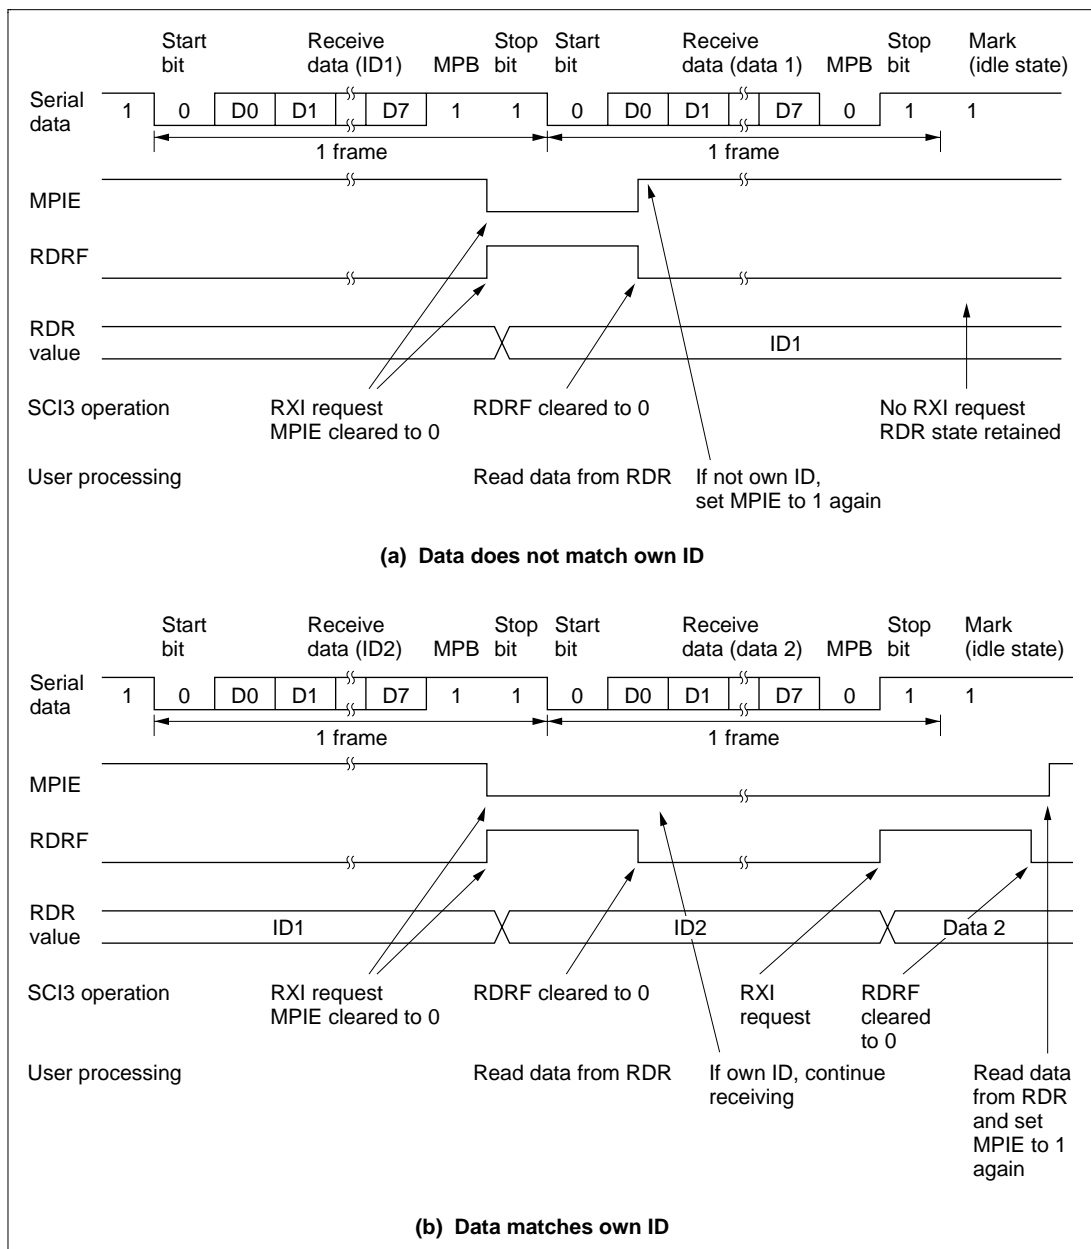 Start bit
Receive data (ID1)
MPB
Stop bit
Start bit
Receive data (data 1)
MPB
Stop bit
Mark (idle state)
Serial data
1 0 D0 D1 D7 1 1 0 D0 D1 D7 0 1 1
1 frame
1 frame
MPIE
RDRF
RDR value
ID1
SCI3 operation
RXI request
MPIE cleared to 0
RDRF cleared to 0
No RXI request
RDR state retained
User processing
Read data from RDR
If not own ID,
set MPIE to 1 again
(a) Data does not match own ID
Start bit
Receive data (ID2)
MPB
Stop bit
Start bit
Receive data (data 2)
MPB
Stop bit
Mark (idle state)
Serial data
1 0 D0 D1 D7 1 1 0 D0 D1 D7 0 1 1
1 frame
1 frame
MPIE
RDRF
RDR value
ID1
ID2
Data 2
SCI3 operation
RXI request
MPIE cleared to 0
RDRF cleared to 0
RXI
request
RDRF
cleared
to 0
User processing
Read data from RDR
If own ID, continue
receiving
Read data
from RDR
and set
MPIE to 1
again
(b) Data matches own ID